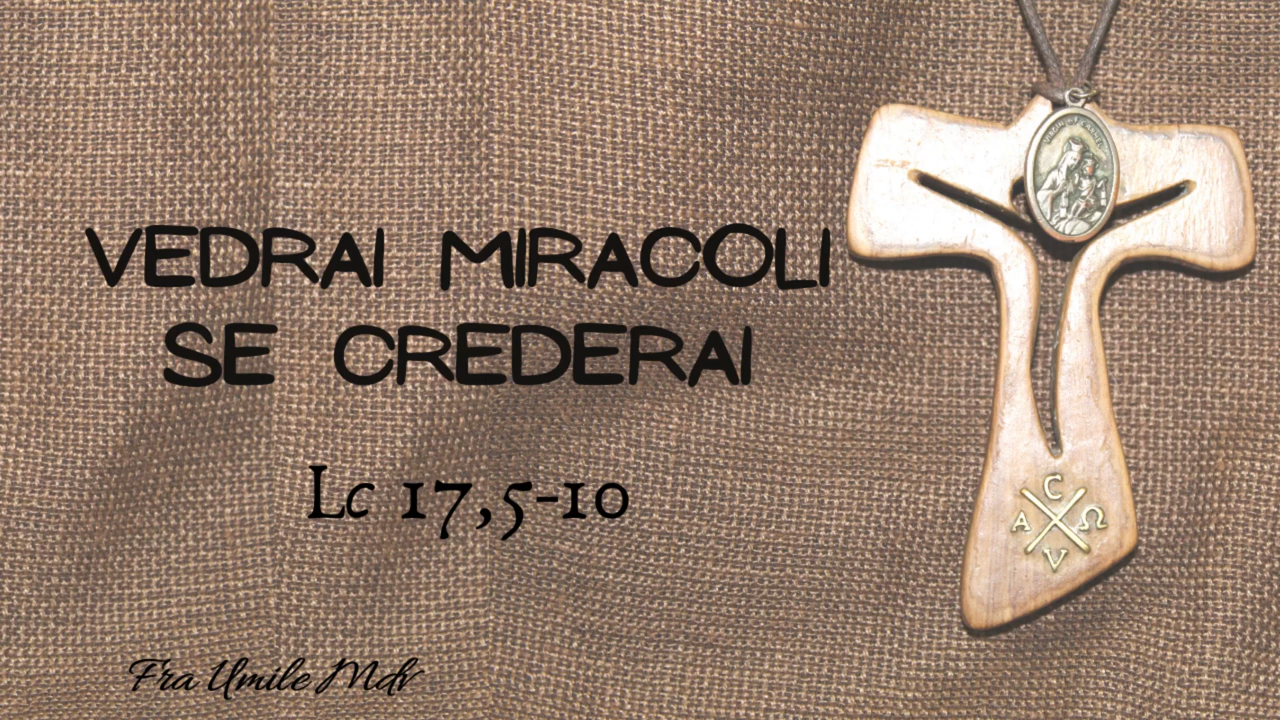 VEDRAI MIRACOLI
SE CREDERAI
Lc 17,5-10
Fra Umile Mdv
C
A Ω
V